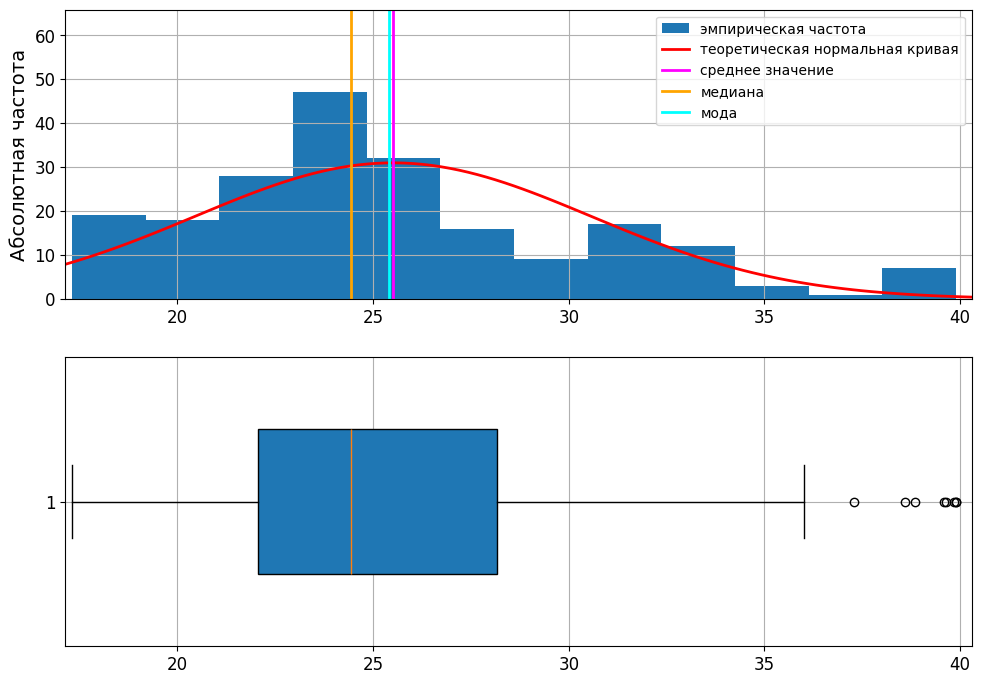 60
50
40
30
20
10
0
Абсолютная частота
эмпирическая частота
теоретическая нормальная кривая
среднее значение
медиана
мода
20 25 30 35 40
1
20 25 30 35 40